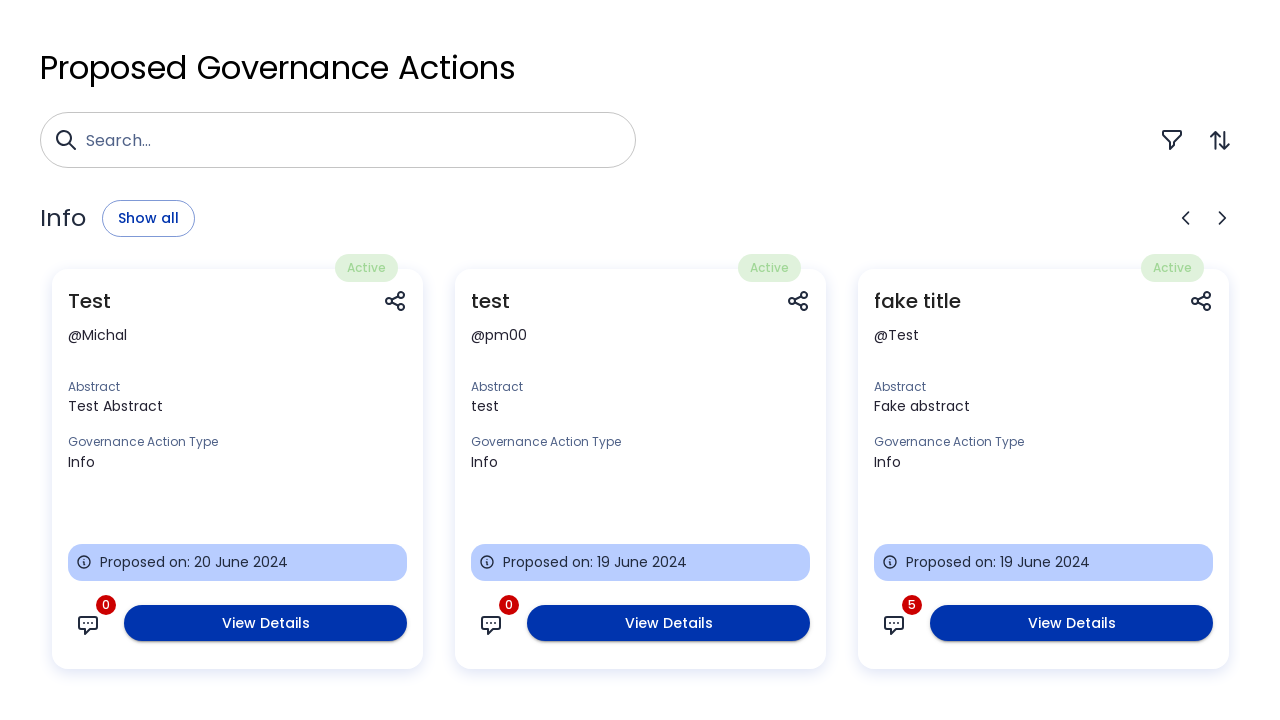 Proposed Governance Actions
Search...
Info
Show all
Active
Test
@Michal
Abstract
Test Abstract
Governance Action Type
Info
Proposed on: 20 June 2024
0
View Details
Active
test
@pm00
Abstract
test
Governance Action Type
Info
Proposed on: 19 June 2024
0
View Details
Active
fake title
@Test
Abstract
Fake abstract
Governance Action Type
Info
Proposed on: 19 June 2024
5
View Details